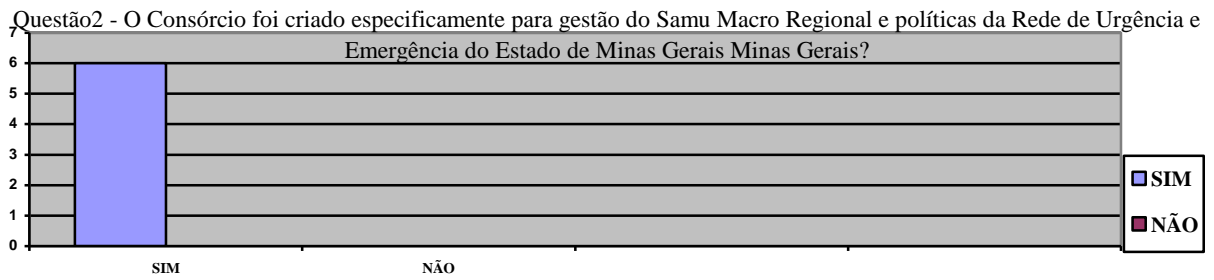 Questão2 - O Consórcio foi criado especificamente para gestão do Samu Macro Regional e políticas da Rede de Urgência e
Emergência do Estado de Minas Gerais Minas Gerais?
7
6
5
4
3
2
1
0
SIM
NÃO
SIM
NÃO